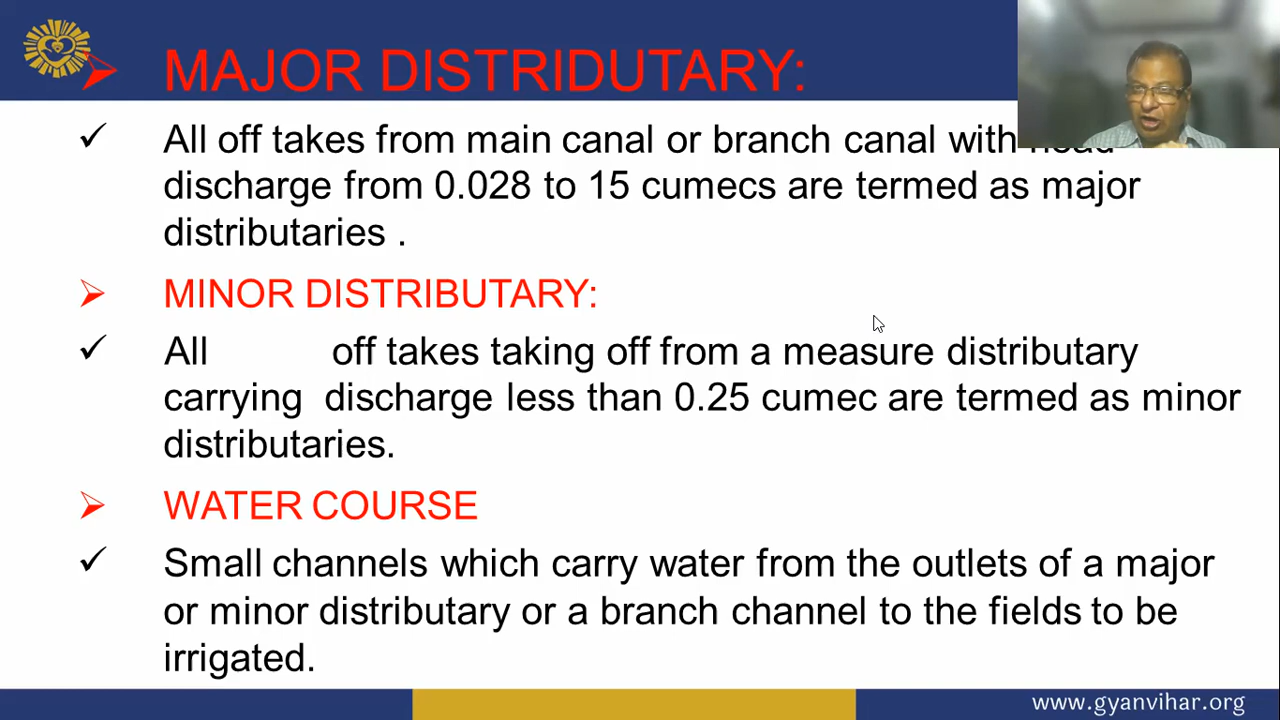 MAJOR DISTRIDUTARY:
All off takes from main canal or branch canal with head
discharge from 0.028 to 15 cumecs are termed as major
distributaries .
MINOR DISTRIBUTARY:
All off takes taking off from a measure distributary
carrying discharge less than 0.25 cumec are termed as minor
distributaries.
WATER COURSE
Small channels which carry water from the outlets of a major
or minor distributary or a branch channel to the fields to be
irrigated.
www.gyanvihar.org